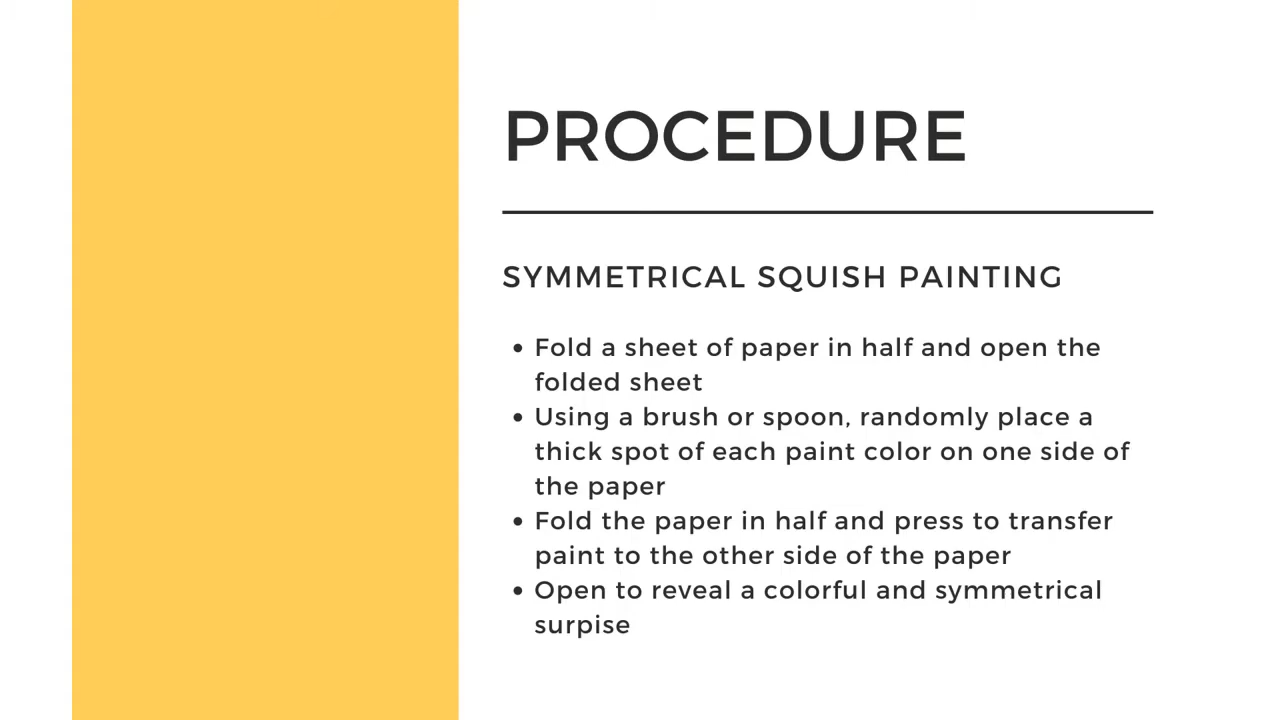 PROCEDURE
SYMMETRICAL SQUISH PAINTING
• Fold a sheet of paper in half and open the
folded sheet
• Using a brush or spoon, randomly place a
thick spot of each paint color on one side of
the paper
• Fold the paper in half and press to transfer
paint to the other side of the paper
• Open to reveal a colorful and symmetrical
surpise